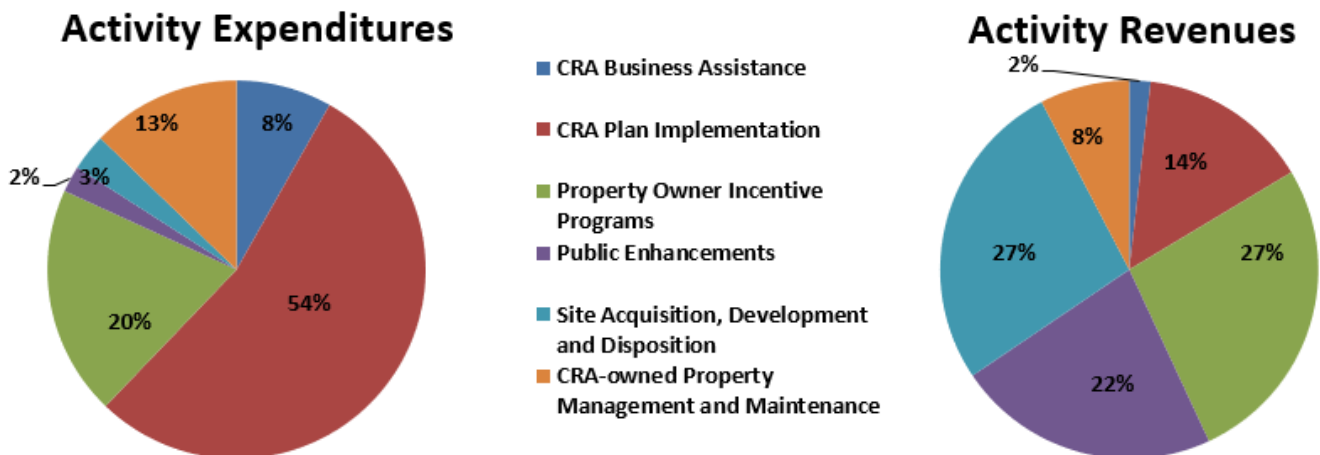 Activity Expenditures
13%
8%
2%
3%
20%
54%
CRA Business Assistance
CRA Plan Implementation
Property Owner Incentive
Programs
Public Enhancements
Site Acquisition, Development
and Disposition
CRA-owned Property
Management and Maintenance
Activity Revenues
2%
8%
14%
27%
27%
22%